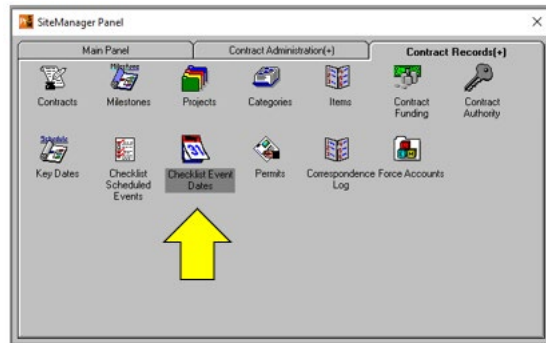 SiteManager Panel
Main Panel
Contract Administration(+)
Contract Records(+)
Milestones
Contracts
Milestones
Projects
Categories
Items
Contract
Funding
Contract
Authority
Schedule
31
Key Dates
Checklist
Scheduled
Events
Checklist Event
Dates
Permits
Correspondence
Log
Force Accounts